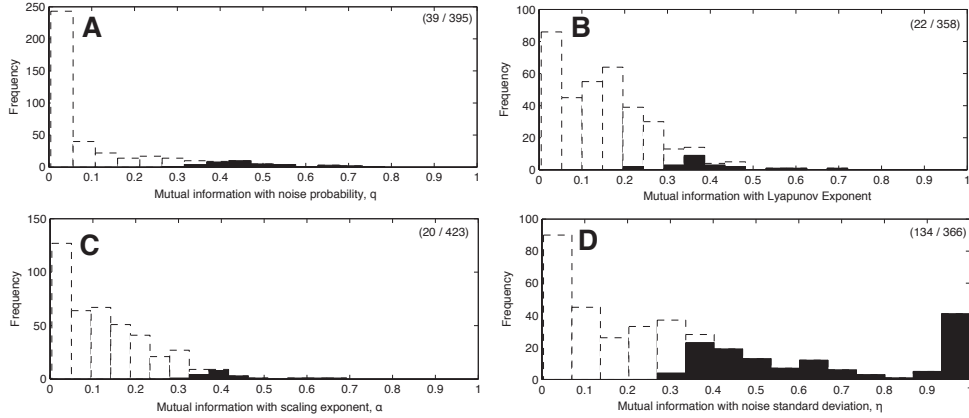 A
(39 / 395)
Frequency
250
200
150
100
50
0
0 0.1 0.2 0.3 0.4 0.5 0.6 0.7 0.8 0.9 1
Mutual information with noise probability, q
B
(22 / 358)
Frequency
100
80
60
40
20
0
0 0.1 0.2 0.3 0.4 0.5 0.6 0.7 0.8 0.9 1
Mutual information with Lyapunov Exponent
C
(20 / 423)
Frequency
150
100
50
0
0 0.1 0.2 0.3 0.4 0.5 0.6 0.7 0.8 0.9 1
Mutual information with scaling exponent, α
D
(134 / 366)
Frequency
100
80
60
40
20
0
0 0.1 0.2 0.3 0.4 0.5 0.6 0.7 0.8 0.9 1
Mutual information with noise standard deviation, η